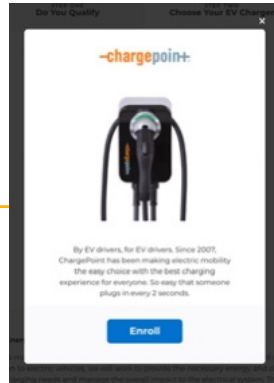 Do You Qualify
Choose Your EV Charger
×
-chargepoin+
By EV drivers, for EV drivers. Since 2007,
ChargePoint has been making electric mobility
the easy choice with the best charging
experience for everyone. So easy that someone
plugs in every 2 seconds.
Enroll